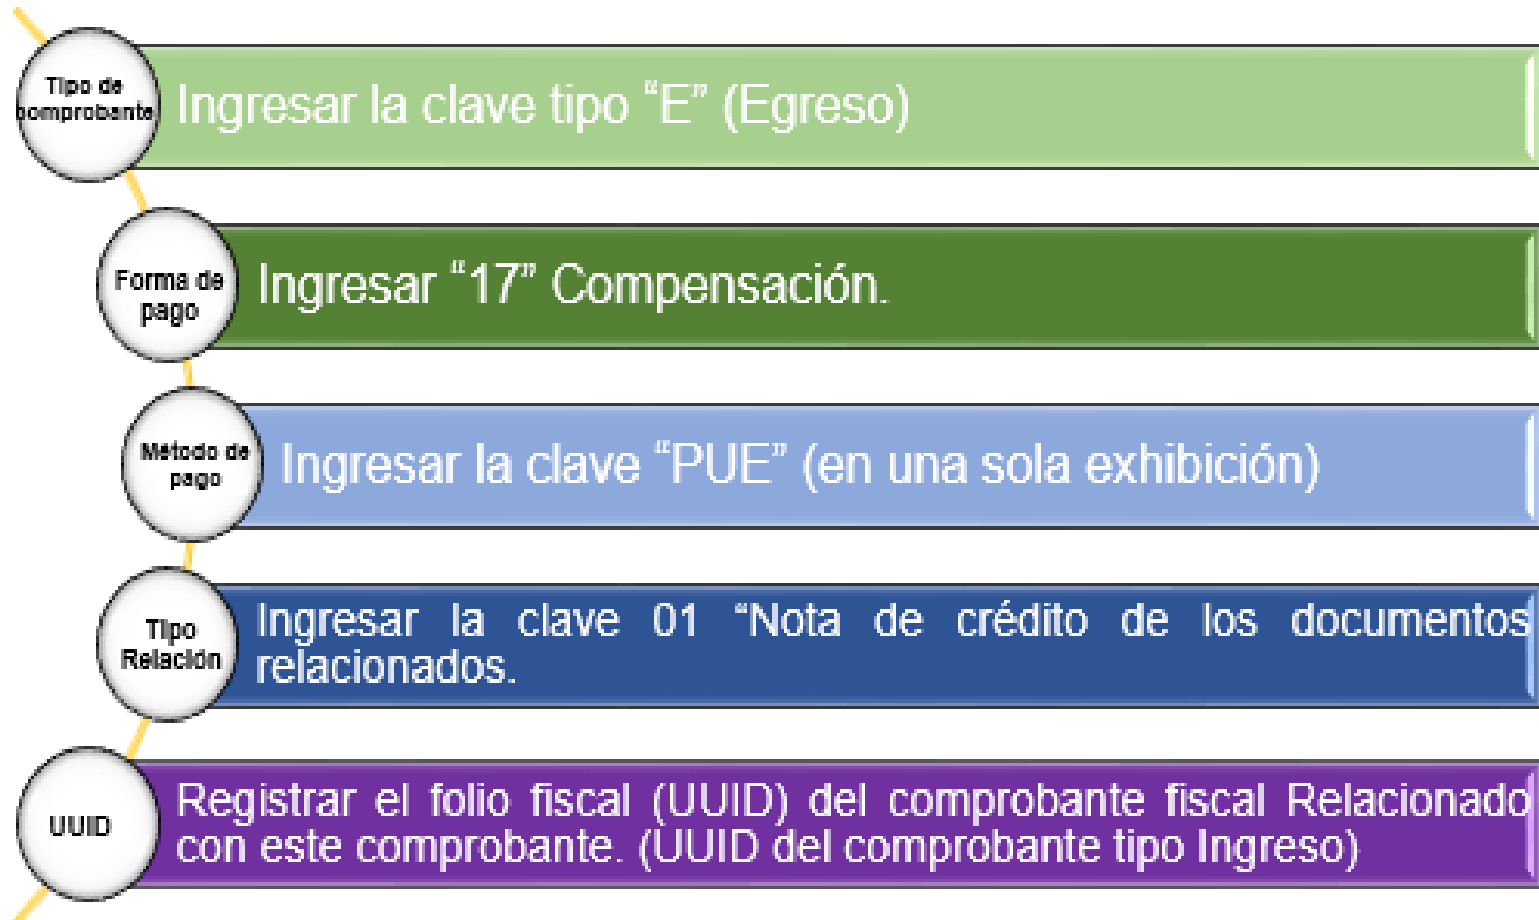 Tipo de
comprobante
Ingresar la clave tipo “E” (Egreso)
Forma de
pago
Ingresar “17” Compensación.
Método de
pago
Ingresar la clave “PUE” (en una sola exhibición)
Tipo
Relación
Ingresar la clave 01 “Nota de crédito de los documentos
relacionados.
UUID
Registrar el folio fiscal (UUID) del comprobante fiscal Relacionado
con este comprobante. (UUID del comprobante tipo Ingreso)